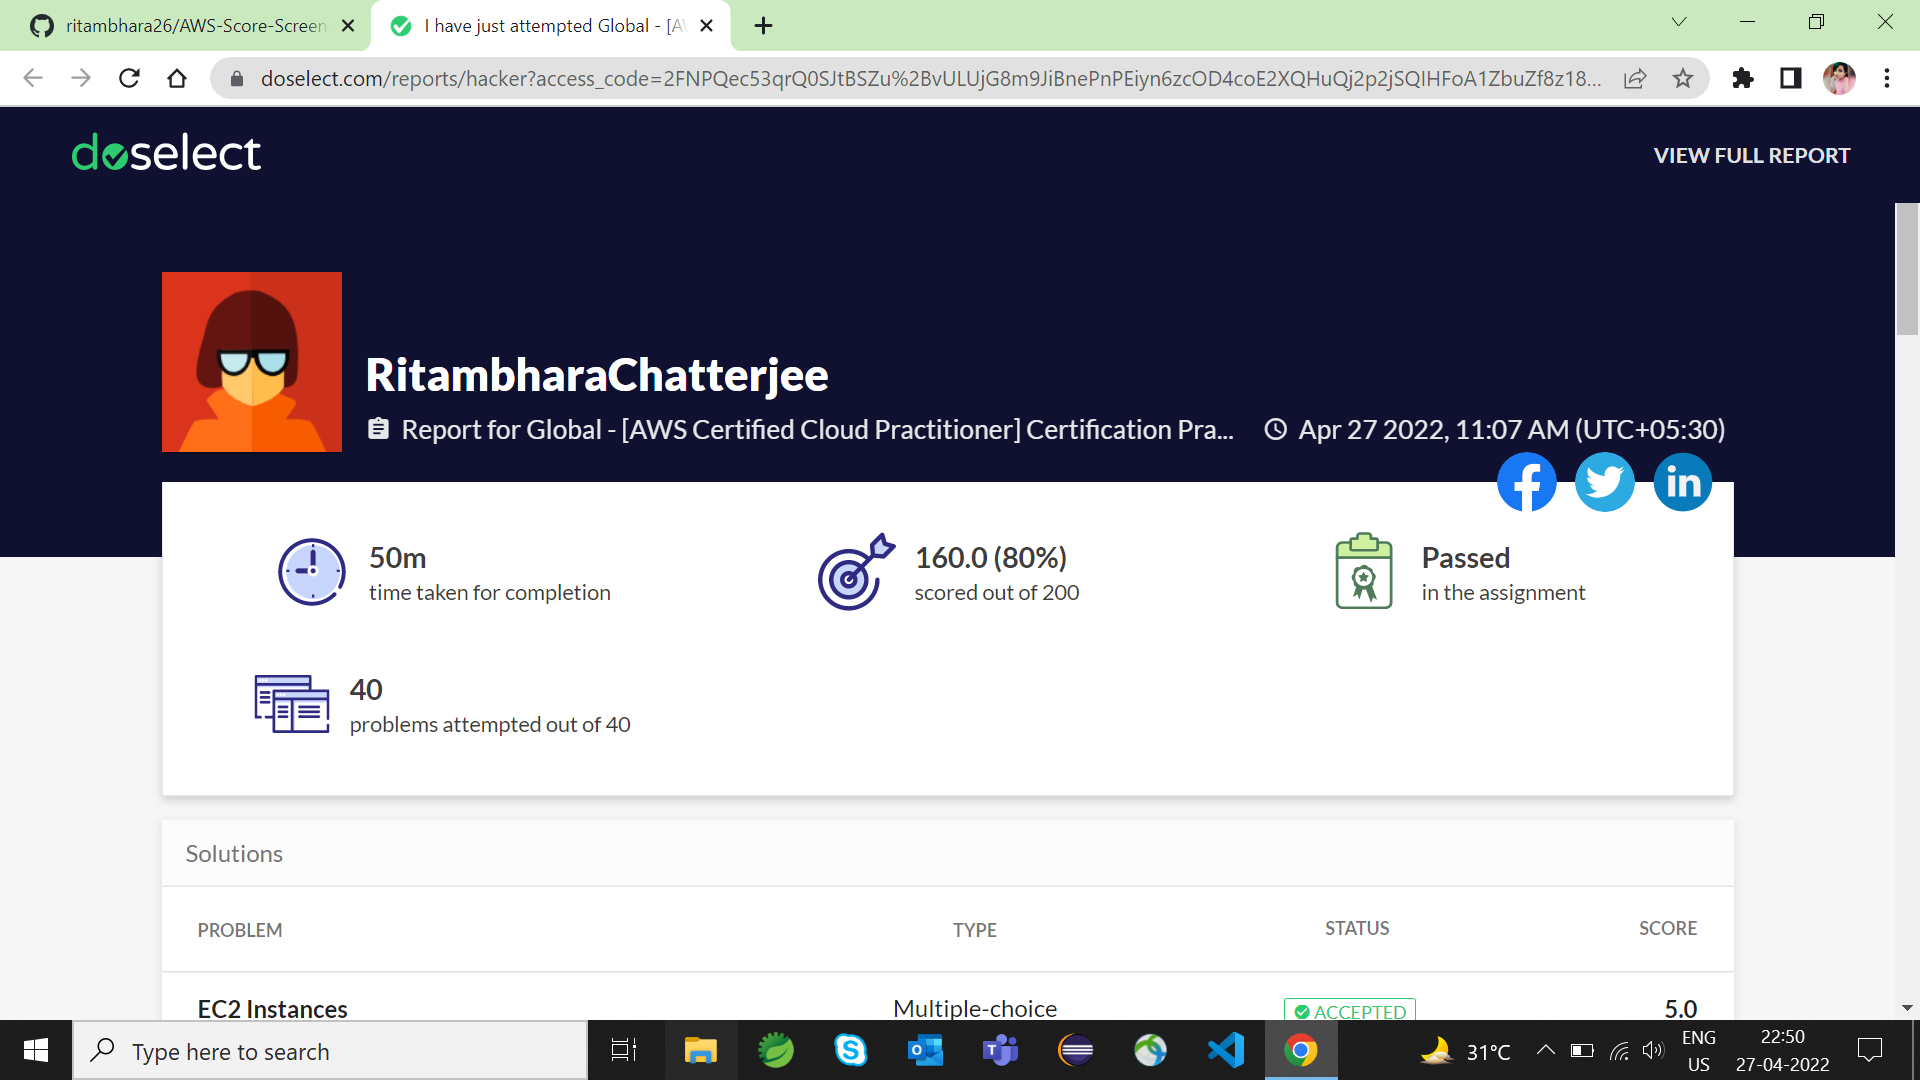 ritambhara26/AWS-Score-Screen
I have just attempted Global - [A
doselect.com/reports/hacker?access_code=2FNPQec53qrQ0SJtBSZu%2BvULUjG8m9JiBnePnPEiyn6zcOD4coE2XQHuQj2p2jSQIHFoA1ZbuZf8z18...
doselect
VIEW FULL REPORT
RitambharaChatterjee
Report for Global - [AWS Certified Cloud Practitioner] Certification Pra...
Apr 27 2022, 11:07 AM (UTC+05:30)
50m
time taken for completion
160.0 (80%)
scored out of 200
Passed
in the assignment
40
problems attempted out of 40
Solutions
PROBLEM TYPE STATUS SCORE
EC2 Instances Multiple-choice ACCEPTED 5.0
Type here to search
31°C
ENG
US
22:50
27-04-2022